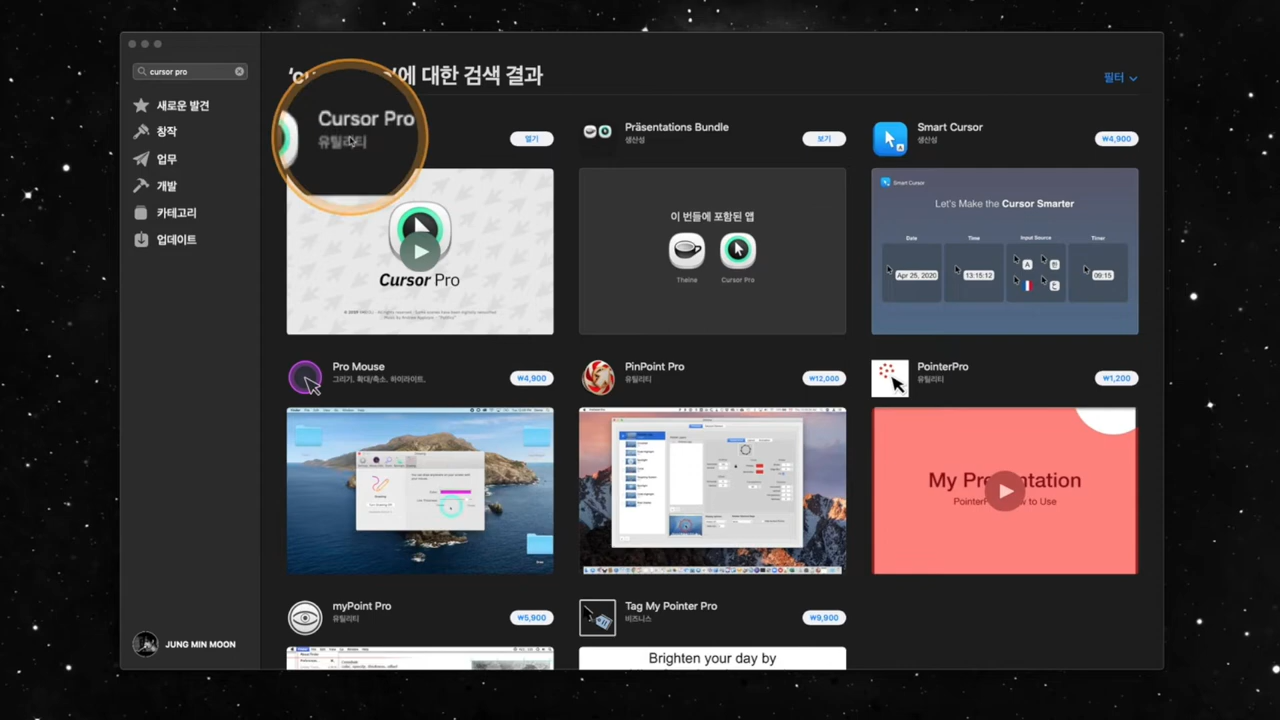 cursor pro
새로운 발견
창작
업무
개발
카테고리
업데이트
JUNG MIN MOON
에 대한 검색 결과
필터
Cursor Pro
유틸리티
열기
Cursor Pro
Präsentations Bundle
생산성
보기
이 번들에 포함된 앱
Theine
Cursor Pro
Smart Cursor
생산성
₩4,900
Smart Cursor
Let's Make the Cursor Smarter
Date
Time
Input Source
Timer
Apr 25, 2020
13:15:12
A
한
09:15
Pro Mouse
그리기, 확대/축소, 하이라이트.
₩4,900
PinPoint Pro
유틸리티
₩12,000
PointerPro
유틸리티
₩1,200
My Presentation
to Use
myPoint Pro
유틸리티
₩5,900
Tag My Pointer Pro
비즈니스
₩9,900
Brighten your day by